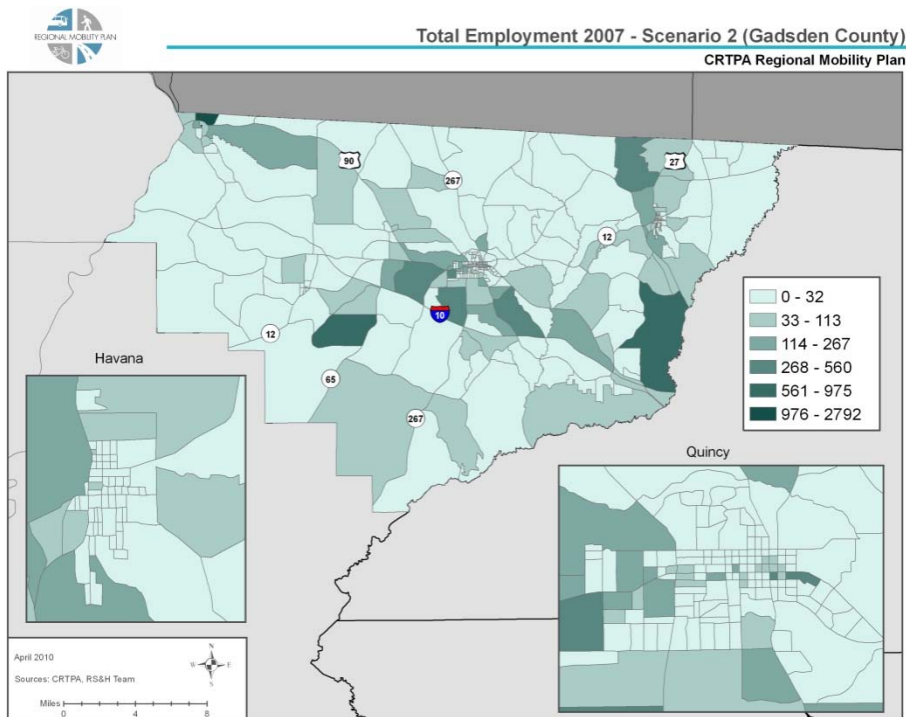 REGIONAL MOBILITY PLAN
Total Employment 2007 - Scenario 2 (Gadsden County)
CRTPA Regional Mobility Plan
90
27
267
12
10
12
65
267
0 - 32
33 - 113
114 - 267
268 - 560
561 - 975
976 - 2792
Havana
Quincy
April 2010
Sources: CRTPA, RS&H Team
N
W E
S
Miles
0 4 8